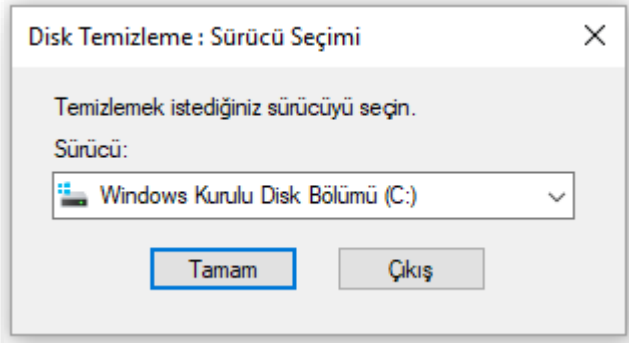 Disk Temizleme : Sürücü Seçimi
Temizlemek istediğiniz sürücüyü seçin.
Sürücü:
Windows Kurulu Disk Bölümü (C:)
Tamam
Çıkış